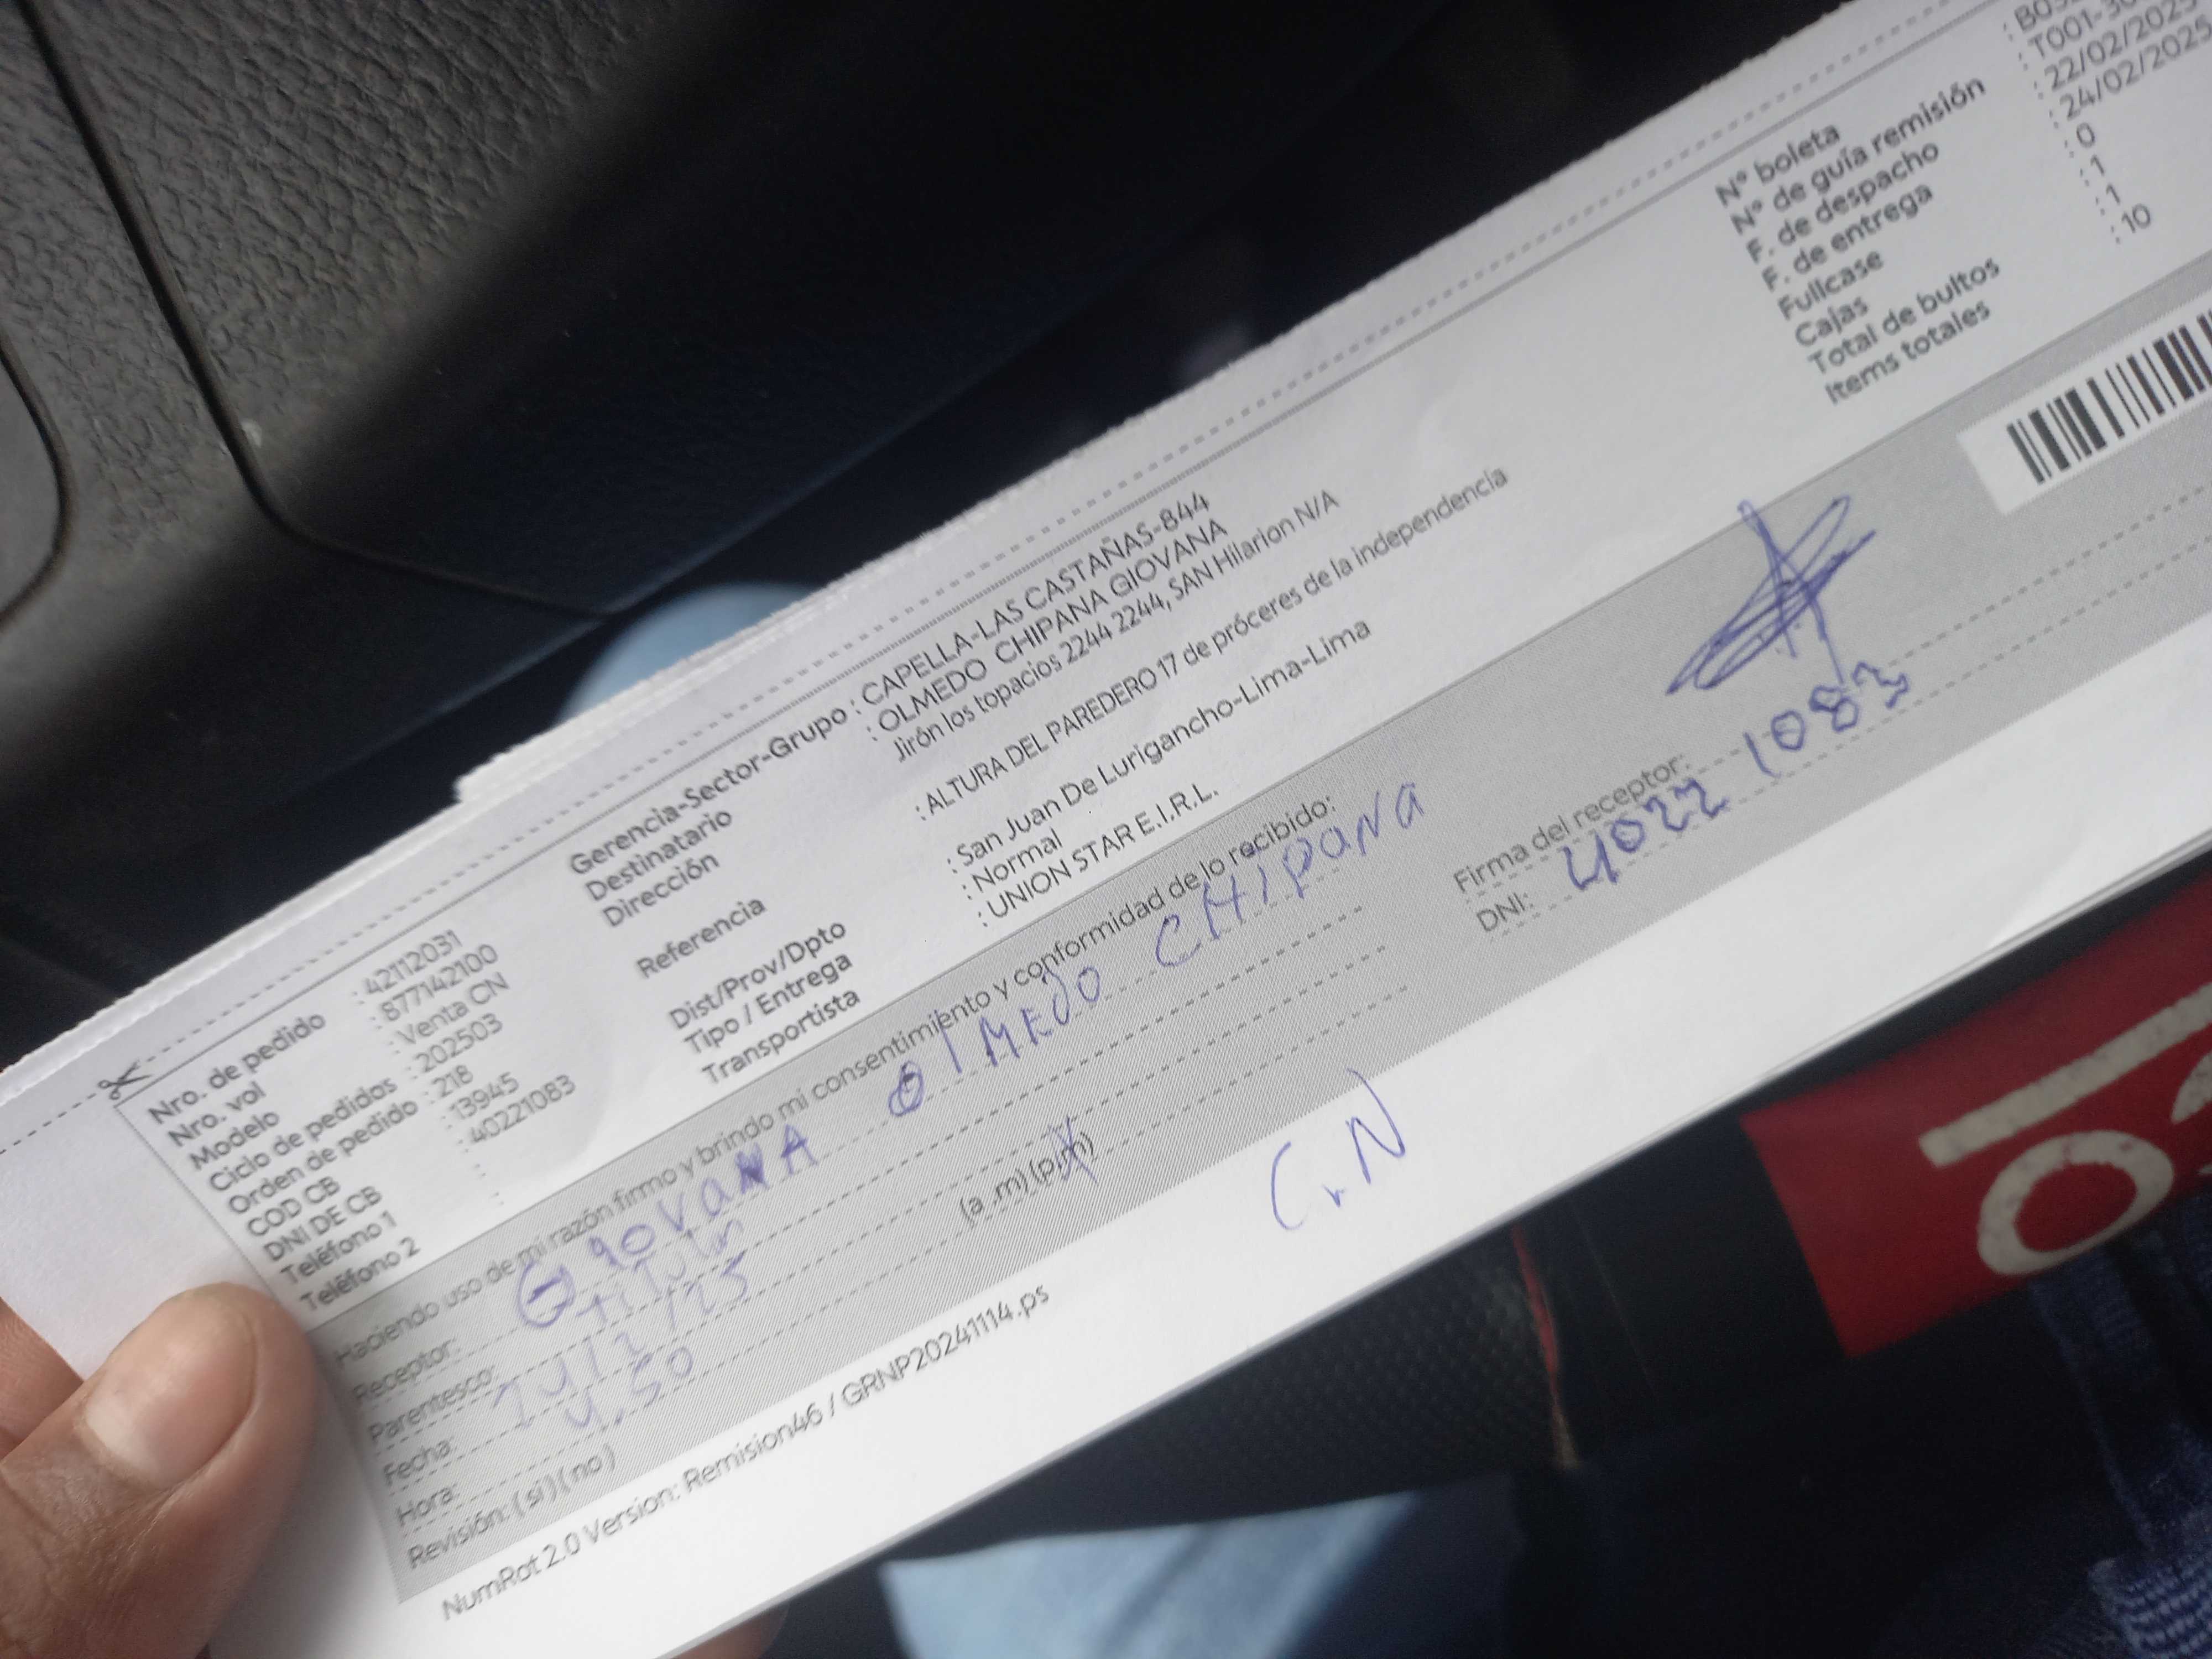 Nro. de pedido : 42112031
Nro. vol : 877142100
Modelo : Venta CN
Ciclo de pedidos : 202503
Orden de pedido : 218
COD CB : 13945
DNI DE CB : 40221083
Teléfono 1 :
Teléfono 2 :
Gerencia-Sector-Grupo : CAPELLA-LAS CASTAÑAS-844
Destinatario : OLMEDO CHIPANA GIOVANA
Dirección Jirón los topacios 2244 2244, SAN Hilarion N/A
Referencia : ALTURA DEL PAREDERO 17 de próceres de la independencia
Dist/Prov/Dpto : San Juan De Lurigancho-Lima-Lima
Tipo / Entrega : Normal
Transportista : UNION STAR E.I.R.L.
N° boleta
N° de guía remisión : T001-
F. de despacho : 22/02/2025
F. de entrega : 24/02/2025
Fullcase : 0
Cajas : 1
Total de bultos : 1
Items totales : 10
Haciendo uso de mi razón firmo y brindo mi consentimiento y conformidad de lo recibido:
Receptor: Giovana Olmedo CHipaNa
Parentesco: Titular
Fecha:
Hora: 4.50 (a .m) (p.m)
Revisión: (si) (no)
Firma del receptor:
DNI: 4022 1083
C.N
NumRot 2.0 Version: Remision46 / GRNP20241114.ps